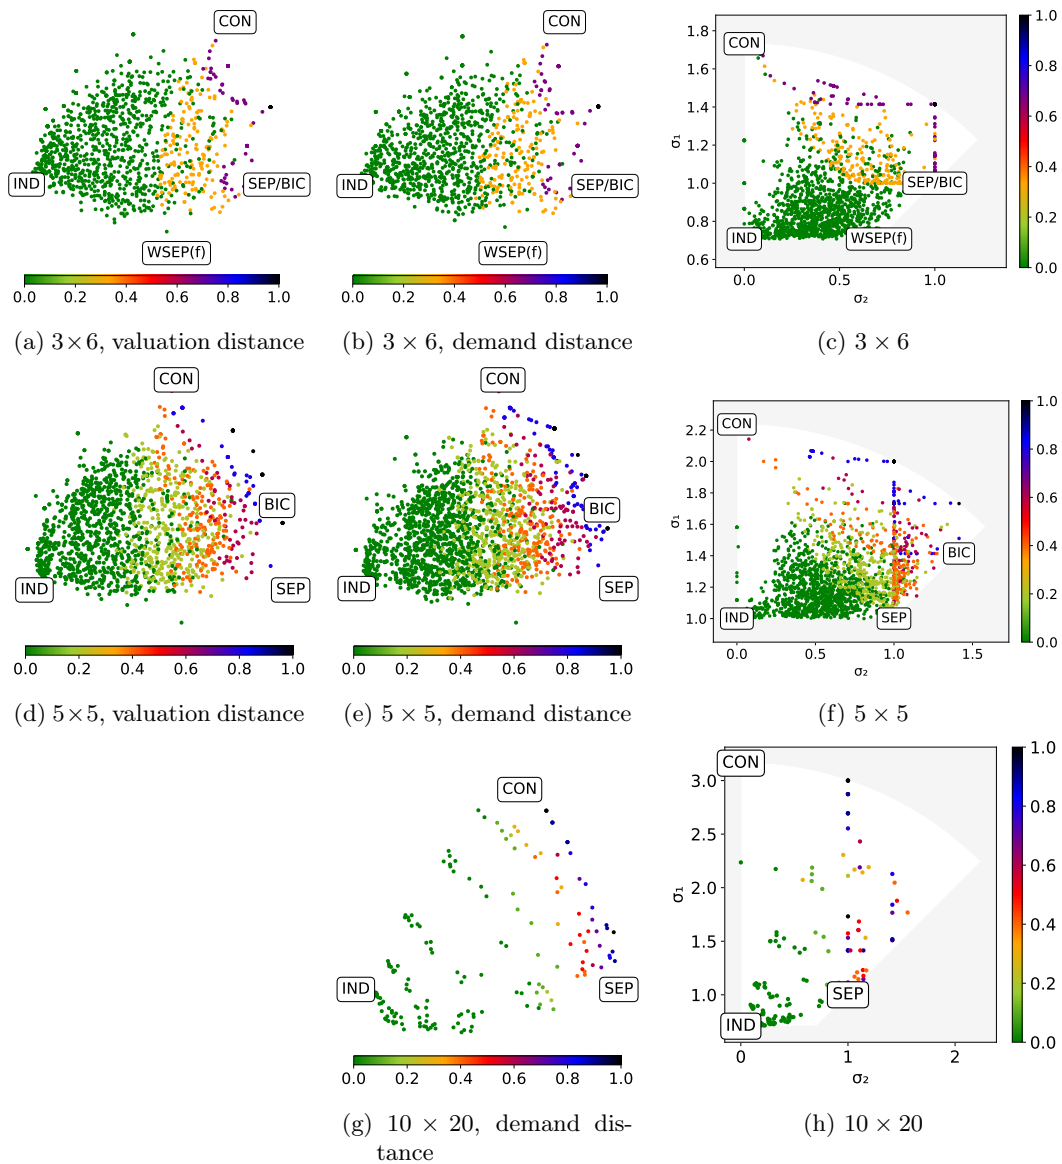 CON
IND
SEP/BIC
WSEP(f)
0.0 0.2 0.4 0.6 0.8 1.0
(a) 3×6, valuation distance
CON
IND
SEP/BIC
WSEP(f)
0.0 0.2 0.4 0.6 0.8 1.0
(b) 3 × 6, demand distance
1.8
1.6
1.4
1.2
1.0
0.8
0.6
σ₁
CON
SEP/BIC
IND
WSEP(f)
0.0 0.5 1.0
σ₂
1.0
0.8
0.6
0.4
0.2
0.0
(c) 3 × 6
CON
BIC
IND
SEP
0.0 0.2 0.4 0.6 0.8 1.0
(d) 5×5, valuation distance
CON
BIC
IND
SEP
0.0 0.2 0.4 0.6 0.8 1.0
(e) 5 × 5, demand distance
2.2
2.0
1.8
1.6
1.4
1.2
1.0
σ₁
CON
BIC
IND
SEP
0.0 0.5 1.0 1.5
σ₂
1.0
0.8
0.6
0.4
0.2
0.0
(f) 5 × 5
CON
IND
SEP
0.0 0.2 0.4 0.6 0.8 1.0
(g) 10 × 20, demand dis-
tance
3.0
2.5
2.0
1.5
1.0
σ₁
CON
SEP
IND
0 1 2
σ₂
1.0
0.8
0.6
0.4
0.2
0.0
(h) 10 × 20